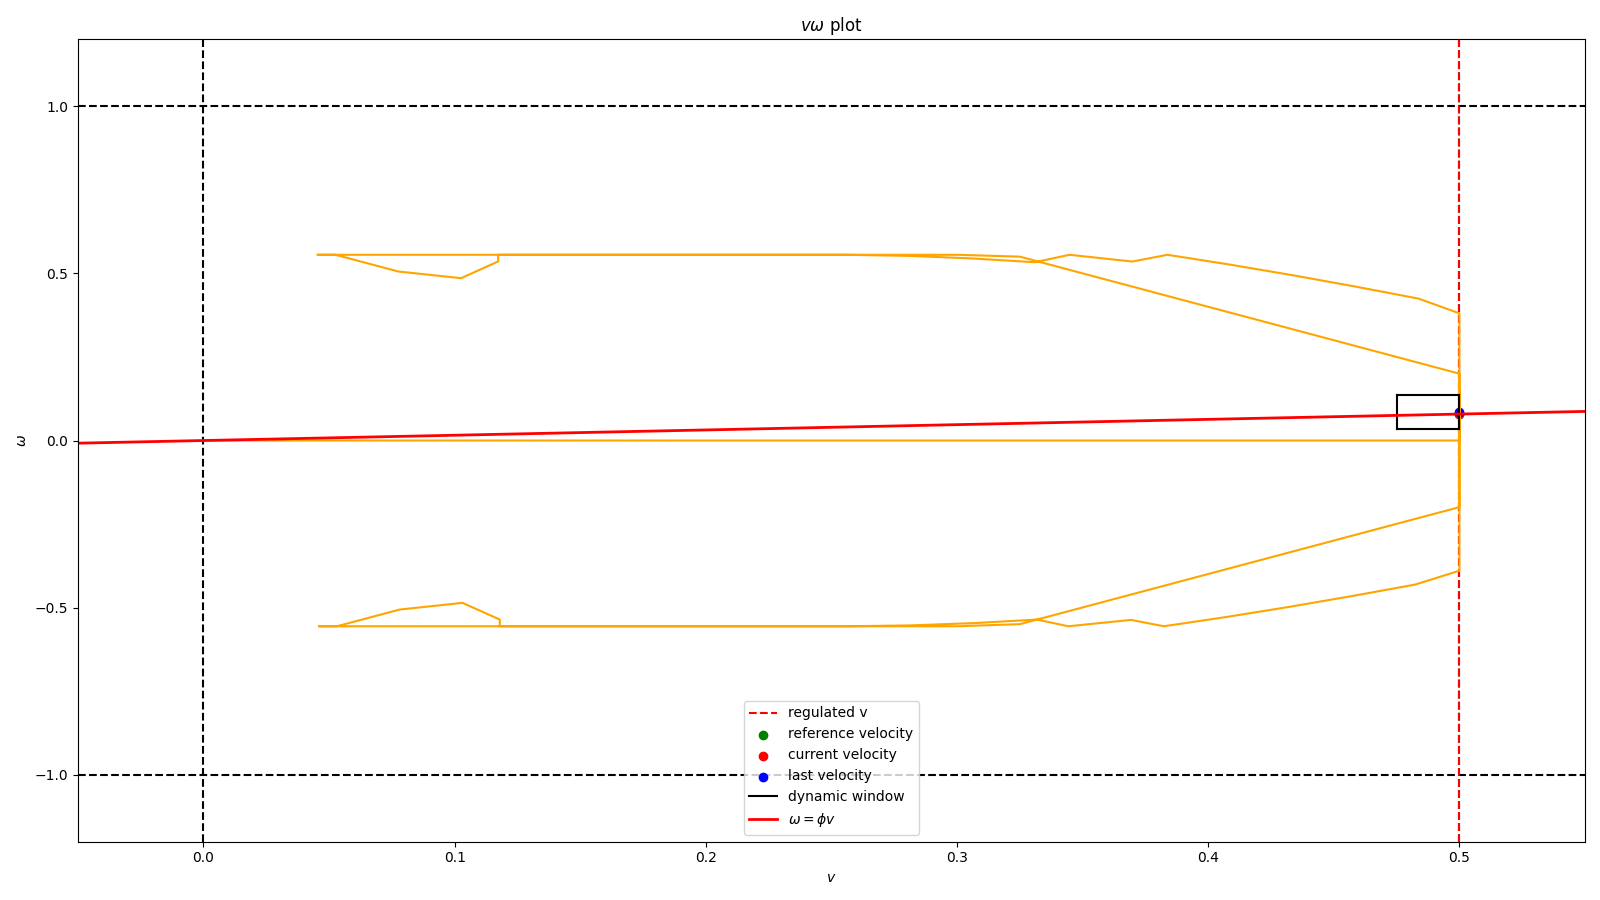 vω plot
ω
1.0
0.5
0.0
−0.5
−1.0
regulated v
reference velocity
current velocity
last velocity
dynamic window
ω = ϕv
0.0 0.1 0.2 0.3 0.4 0.5
v